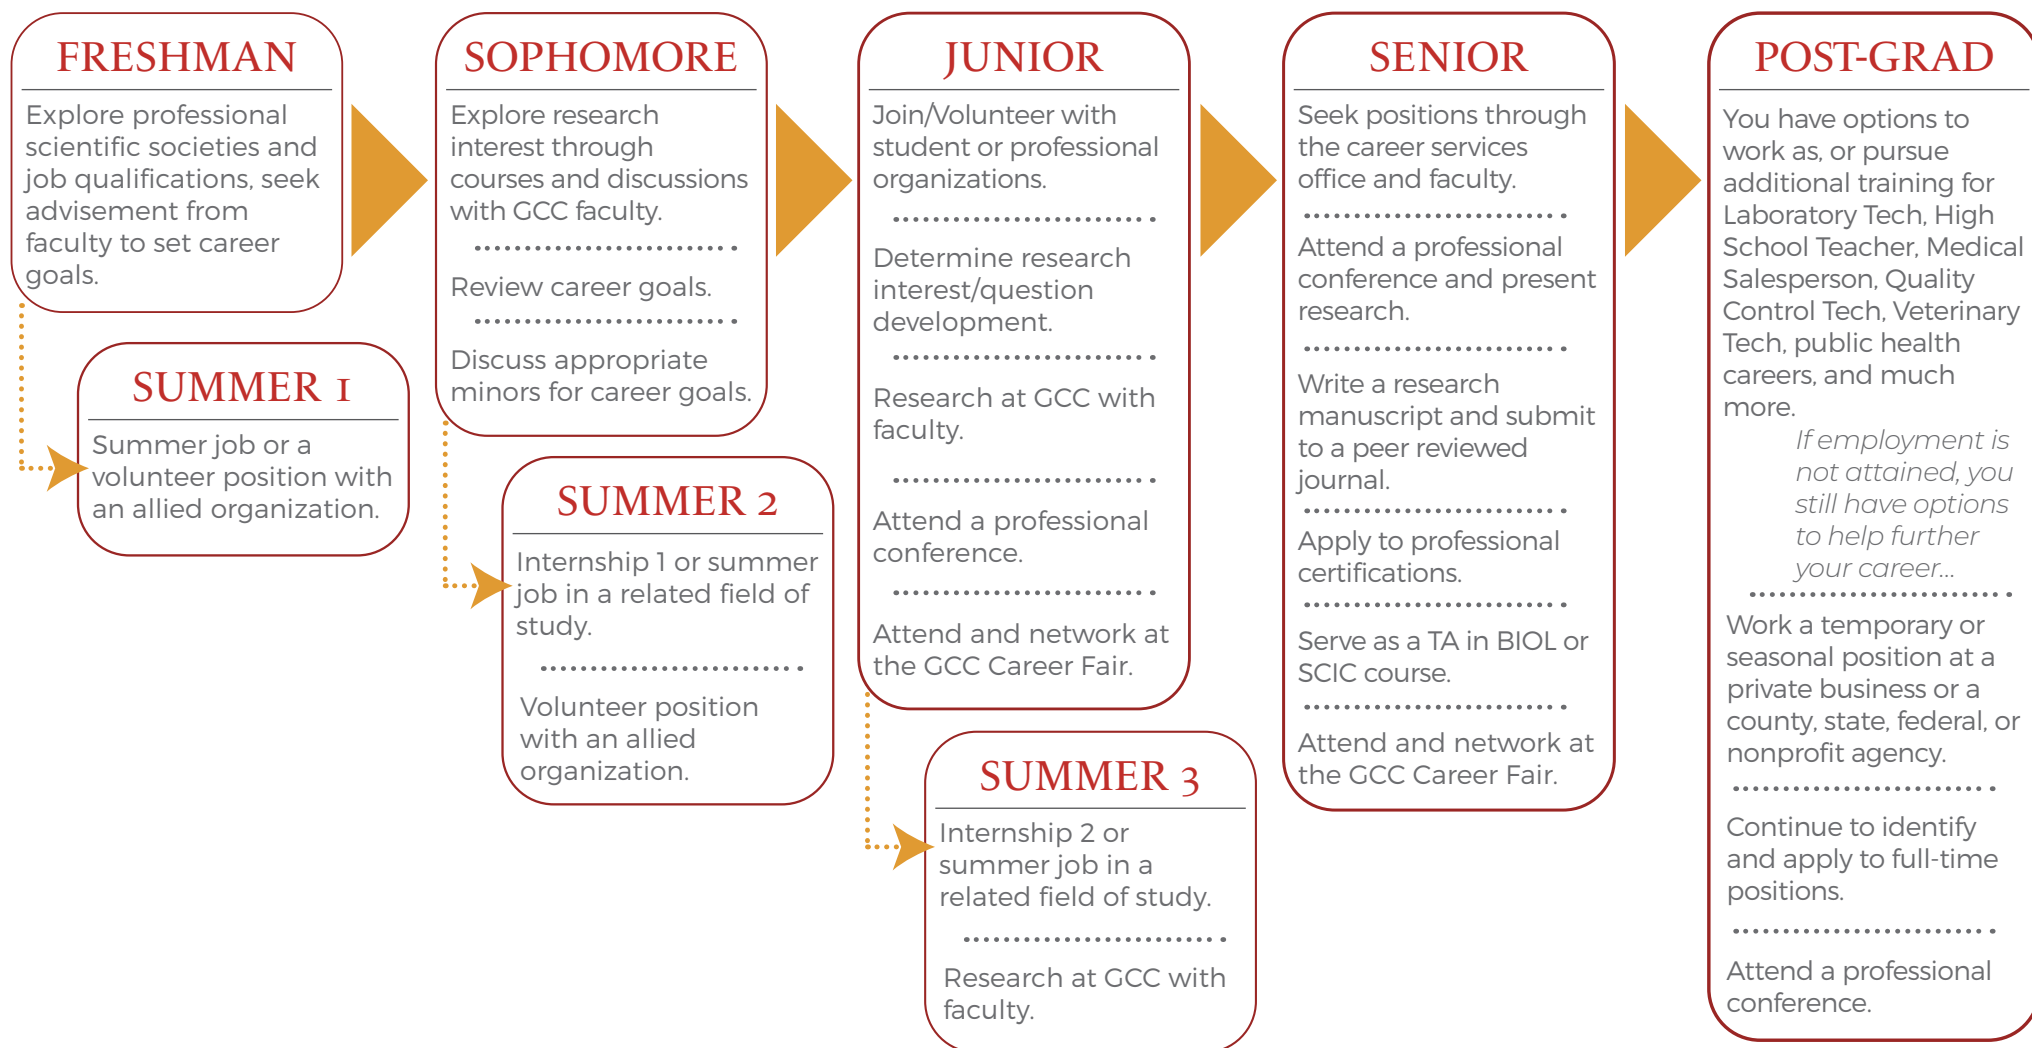 FRESHMAN
Explore professional
scientific societies and
job qualifications, seek
advisement from
faculty to set career
goals.
SUMMER 1
Summer job or a
volunteer position with
an allied organization.
SOPHOMORE
Explore research
interest through
courses and discussions
with GCC faculty.
Review career goals.
Discuss appropriate
minors for career goals.
SUMMER 2
Internship 1 or summer
job in a related field of
study.
Volunteer position
with an allied
organization.
JUNIOR
Join/Volunteer with
student or professional
organizations.
Determine research
interest/question
development.
Research at GCC with
faculty.
Attend a professional
conference.
Attend and network at
the GCC Career Fair.
SUMMER 3
Internship 2 or
summer job in a
related field of study.
Research at GCC with
faculty.
SENIOR
Seek positions through
the career services
office and faculty.
Attend a professional
conference and present
research.
Write a research
manuscript and submit
to a peer reviewed
journal.
Apply to professional
certifications.
Serve as a TA in BIOL or
SCIC course.
Attend and network at
the GCC Career Fair.
POST-GRAD
You have options to
work as, or pursue
additional training for
Laboratory Tech, High
School Teacher, Medical
Salesperson, Quality
Control Tech, Veterinary
Tech, public health
careers, and much
more.
If employment is
not attained, you
still have options
to help further
your career...
Work a temporary or
seasonal position at a
private business or a
county, state, federal, or
nonprofit agency.
Continue to identify
and apply to full-time
positions.
Attend a professional
conference.